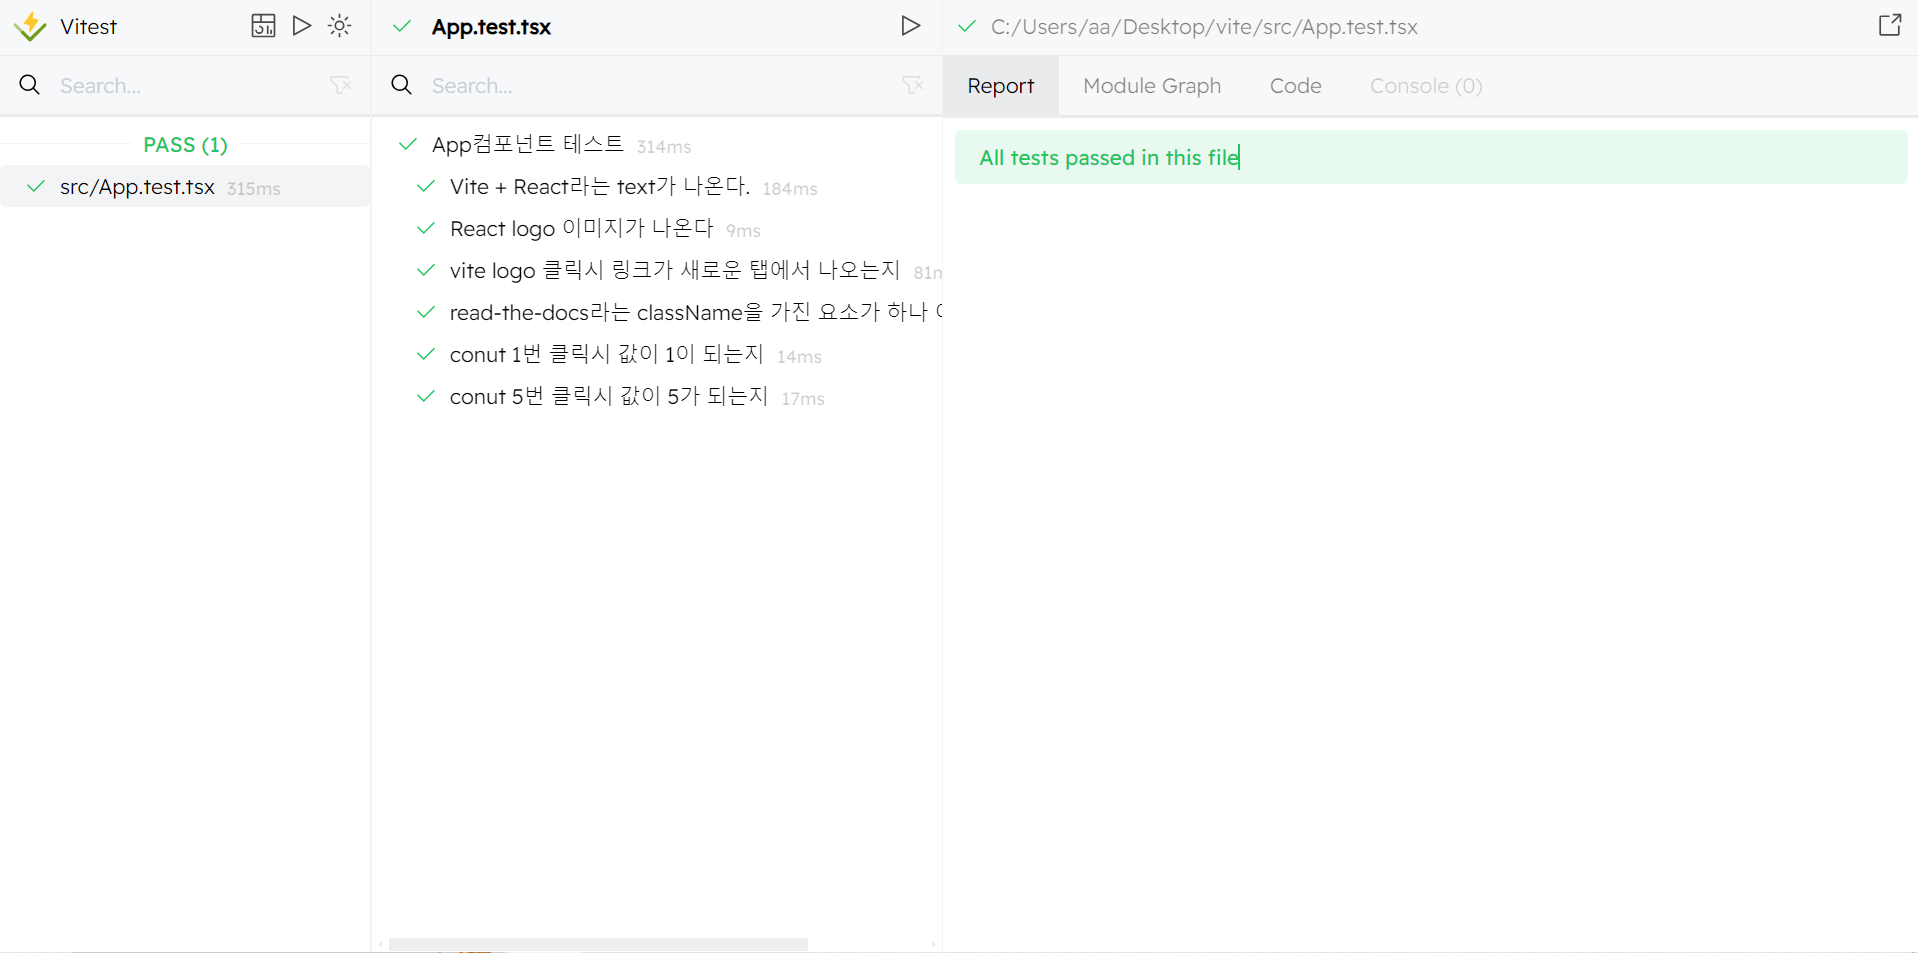 Vitest
Search...
PASS (1)
src/App.test.tsx 315ms
App.test.tsx
Search...
App컴포넌트 테스트 314ms
Vite + React라는 text가 나온다. 184ms
React logo 이미지가 나온다 9ms
vite logo 클릭시 링크가 새로운 탭에서 나오는지 81m
read-the-docs라는 className을 가진 요소가 하나
conut 1번 클릭시 값이 1이 되는지 14ms
conut 5번 클릭시 값이 5가 되는지 17ms
C:/Users/aa/Desktop/vite/src/App.test.tsx
Report Module Graph Code Console (0)
All tests passed in this file